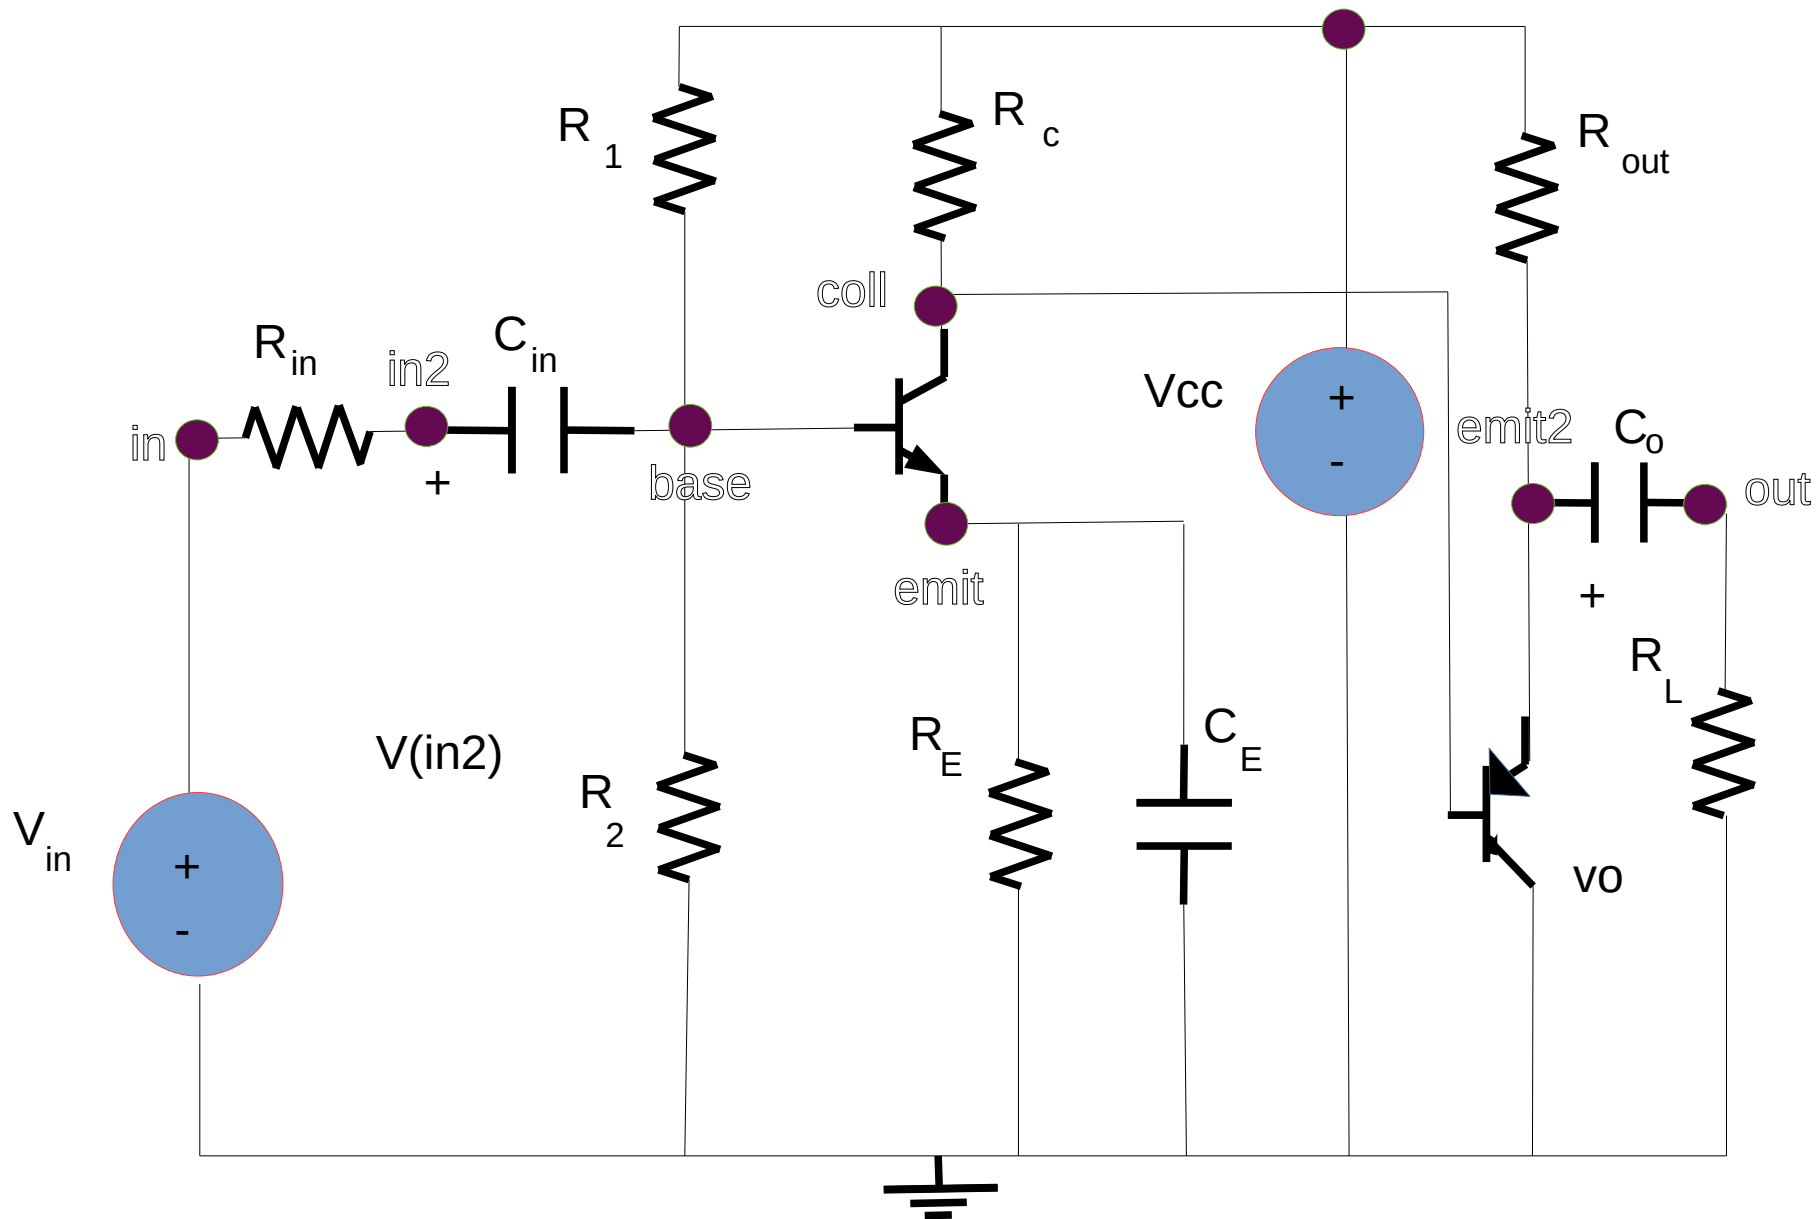 R 1
R c
R out
coll
R in
in2
C in
Vcc
+
-
emit2
C o
out
in
+
base
emit
+
R L
V(in2)
R E
C E
R 2
V in
+
-
vo